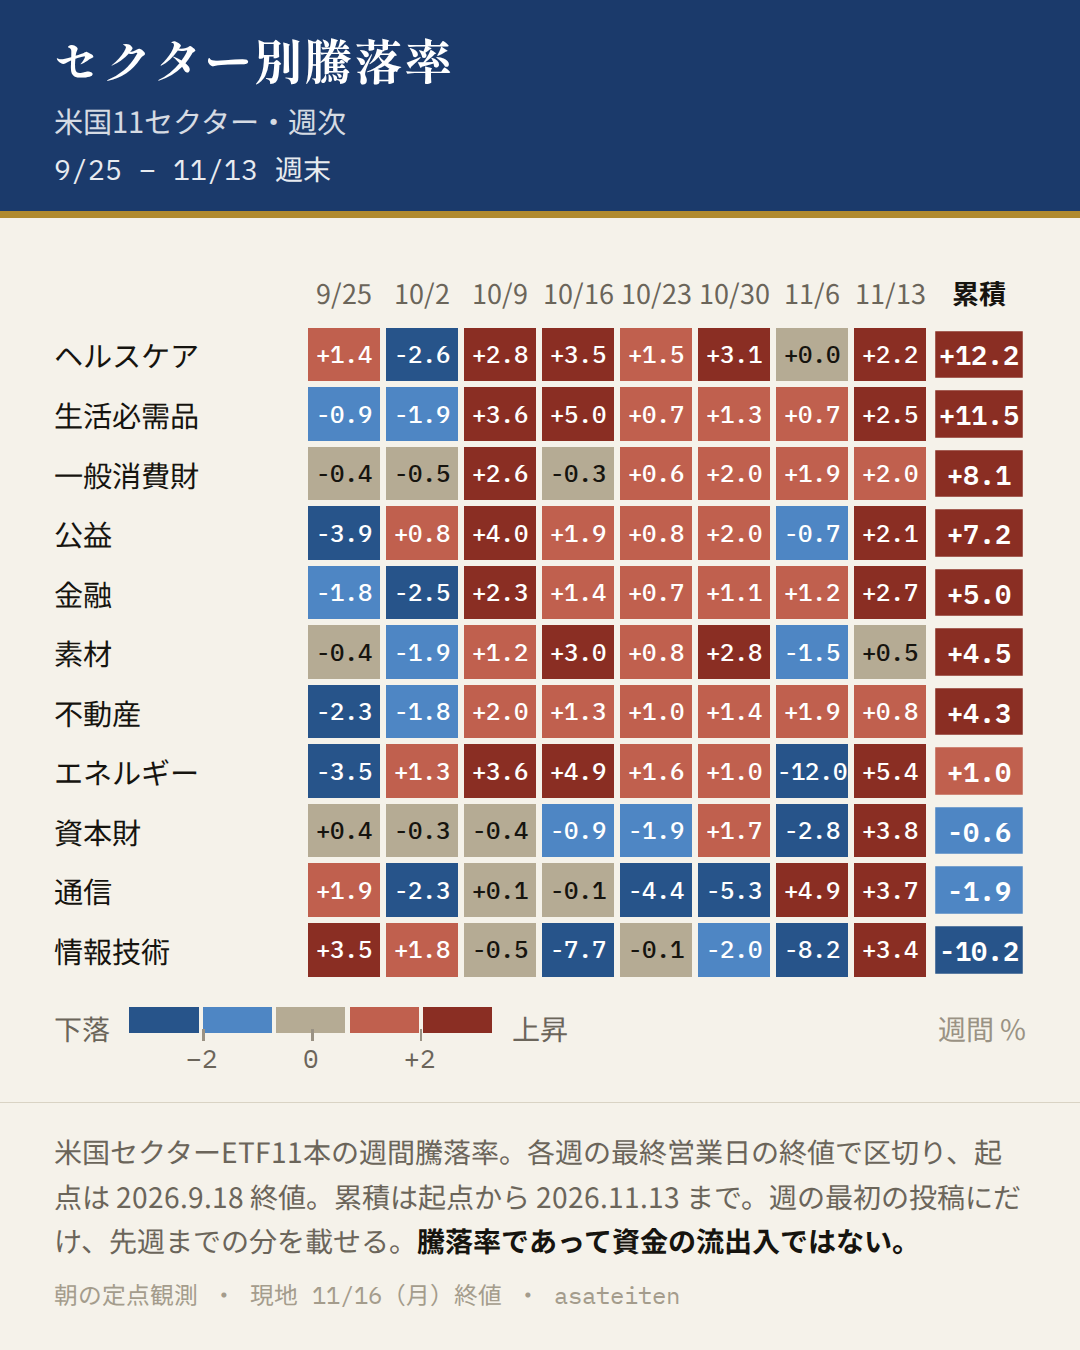 セクター別騰落率
米国11セクター・週次
9/25 – 11/13 週末
9/25 10/2 10/9 10/16 10/23 10/30 11/6 11/13 累積
ヘルスケア +1.4 -2.6 +2.8 +3.5 +1.5 +3.1 +0.0 +2.2 +12.2
生活必需品 -0.9 -1.9 +3.6 +5.0 +0.7 +1.3 +0.7 +2.5 +11.5
一般消費財 -0.4 -0.5 +2.6 -0.3 +0.6 +2.0 +1.9 +2.0 +8.1
公益 -3.9 +0.8 +4.0 +1.9 +0.8 +2.0 -0.7 +2.1 +7.2
金融 -1.8 -2.5 +2.3 +1.4 +0.7 +1.1 +1.2 +2.7 +5.0
素材 -0.4 -1.9 +1.2 +3.0 +0.8 +2.8 -1.5 +0.5 +4.5
不動産 -2.3 -1.8 +2.0 +1.3 +1.0 +1.4 +1.9 +0.8 +4.3
エネルギー -3.5 +1.3 +3.6 +4.9 +1.6 +1.0 -12.0 +5.4 +1.0
資本財 +0.4 -0.3 -0.4 -0.9 -1.9 +1.7 -2.8 +3.8 -0.6
通信 +1.9 -2.3 +0.1 -0.1 -4.4 -5.3 +4.9 +3.7 -1.9
情報技術 +3.5 +1.8 -0.5 -7.7 -0.1 -2.0 -8.2 +3.4 -10.2
下落 上昇 週間 %
−2 0 +2
米国セクターETF11本の週間騰落率。各週の最終営業日の終値で区切り、起
点は 2026.9.18 終値。累積は起点から 2026.11.13 まで。週の最初の投稿にだ
け、先週までの分を載せる。騰落率であって資金の流出入ではない。
朝の定点観測 ・ 現地 11/16（月）終値 ・ asateiten